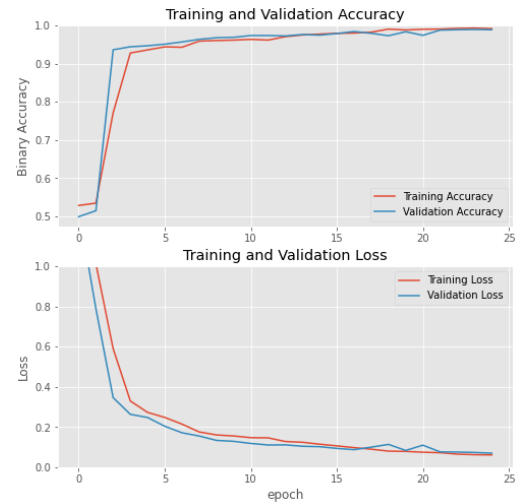 Training and Validation Accuracy
1.0
0.9
0.8
0.7
0.6
0.5
Binary Accuracy
Training Accuracy
Validation Accuracy
0 5 10 15 20 25
Training and Validation Loss
1.0
0.8
0.6
0.4
0.2
0.0
Loss
Training Loss
Validation Loss
0 5 10 15 20 25
epoch